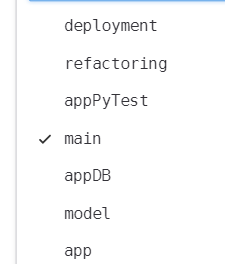 deployment
refactoring
appPyTest
main
appDB
model
app